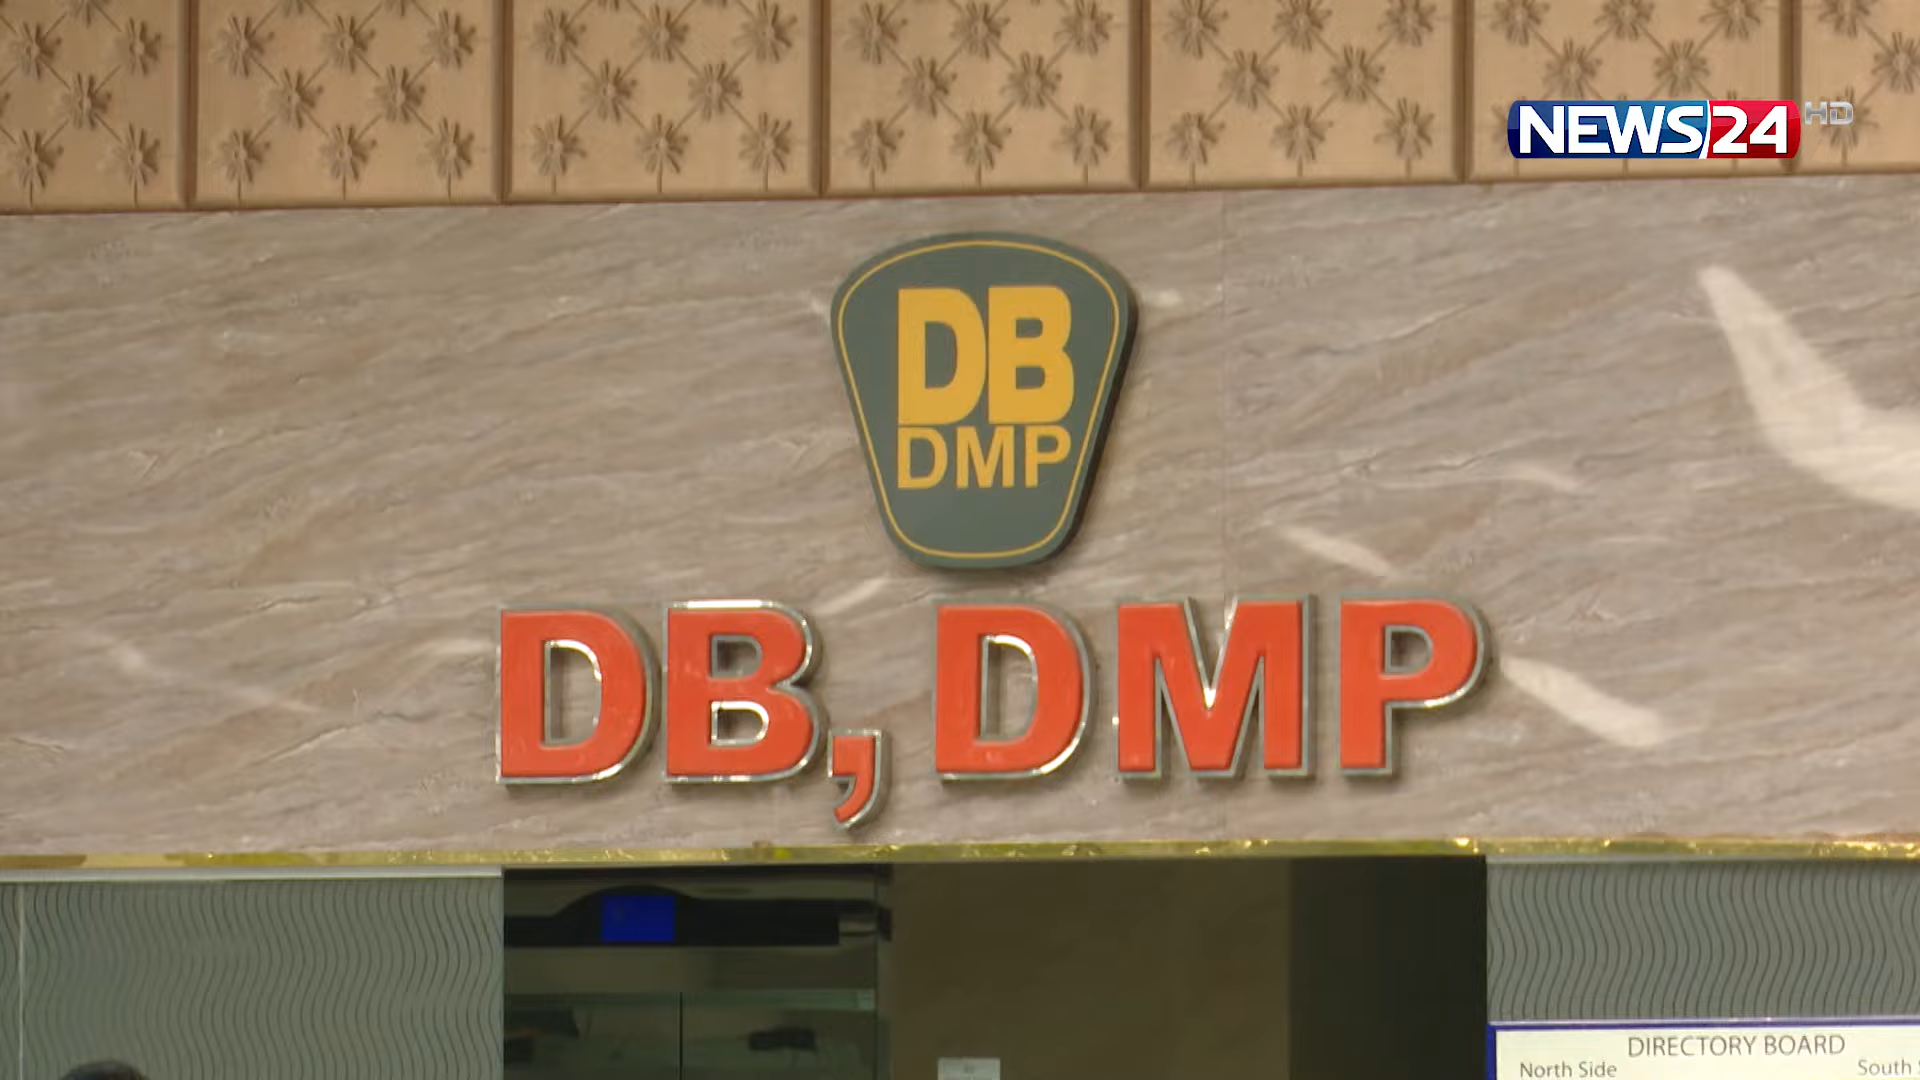 NEWS24 HD
DB
DMP
DB, DMP
DIRECTORY BOARD
North Side South